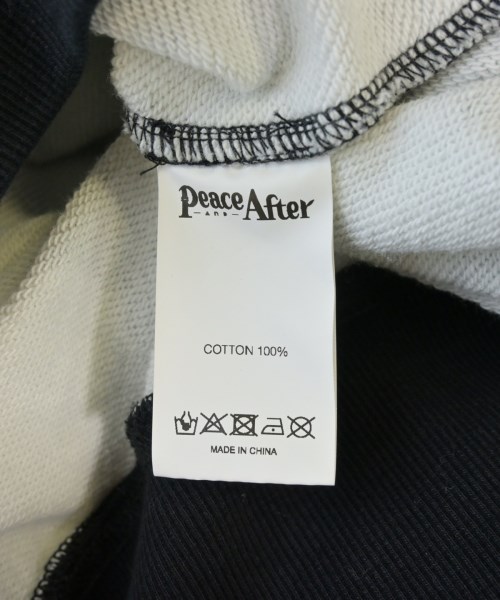 Peace AND After
COTTON 100%
MADE IN CHINA